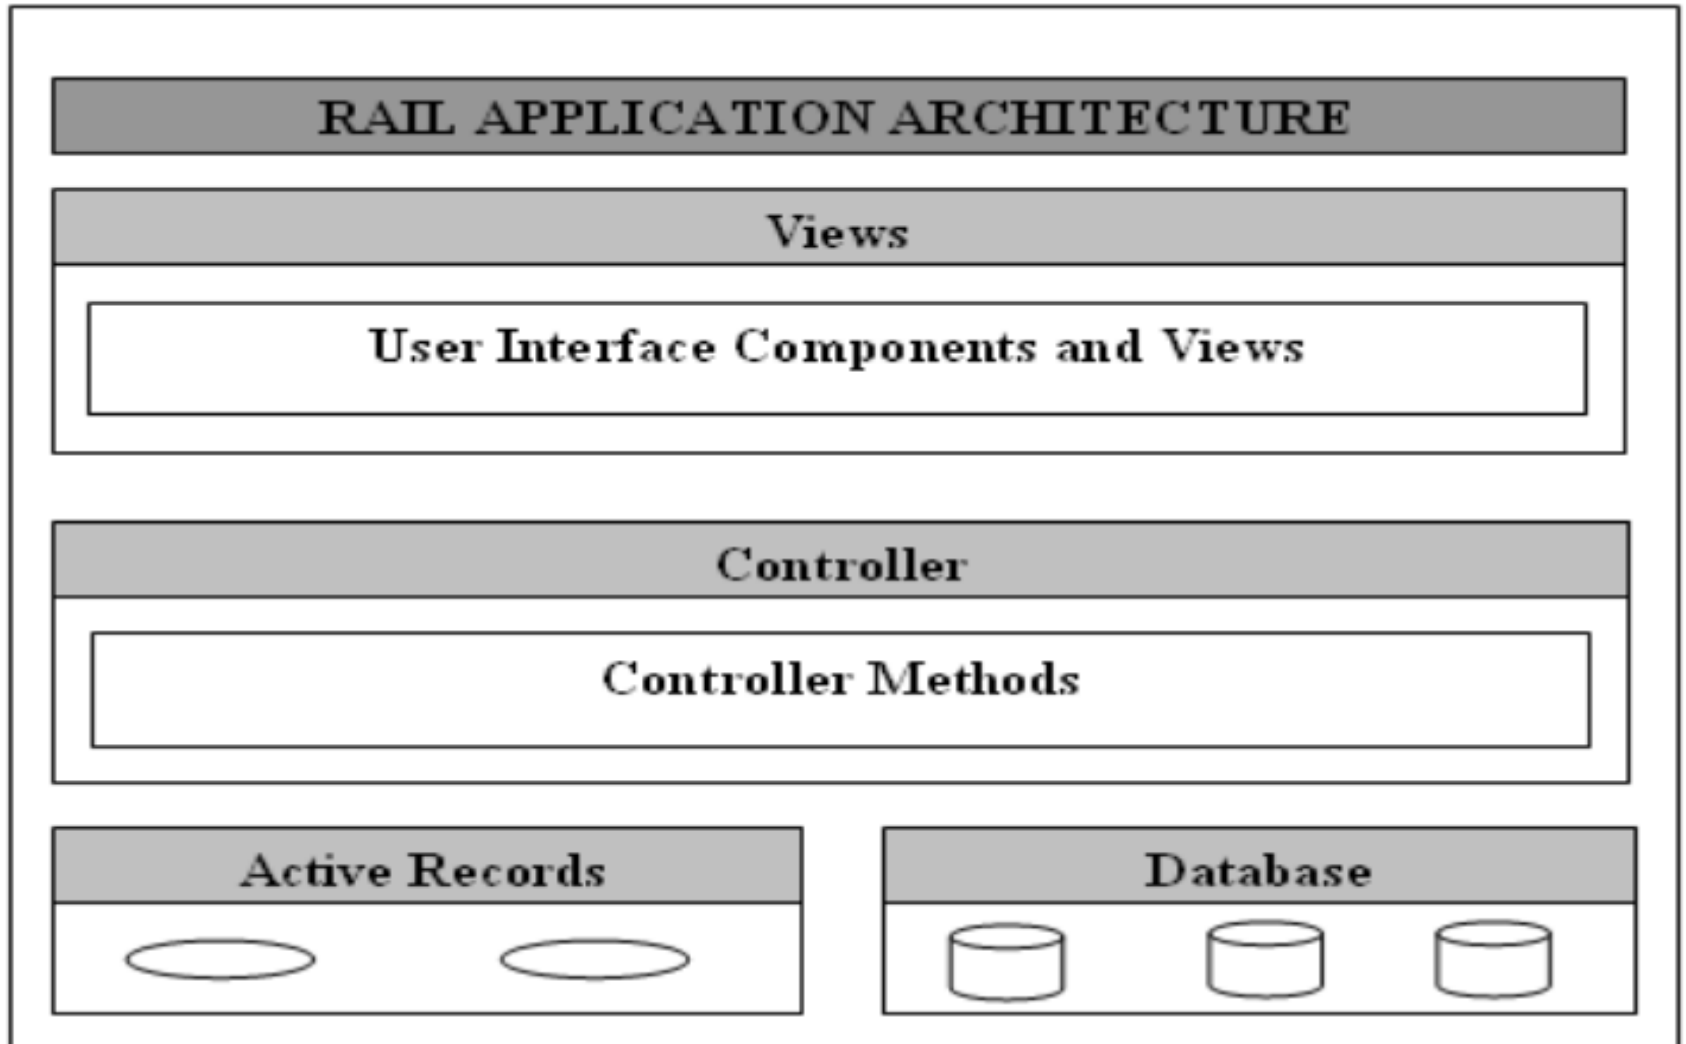 RAIL APPLICATION ARCHITECTURE
Views
User Interface Components and Views
Controller
Controller Methods
Active Records
Database